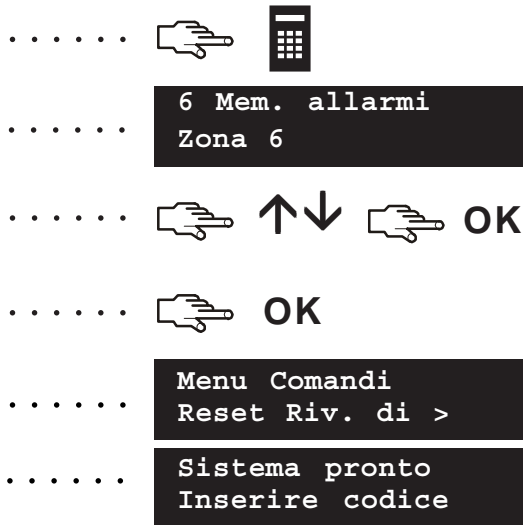 6 Mem. allarmi
Zona 6
↑↓ OK
OK
Menu Comandi
Reset Riv. di >
Sistema pronto
Inserire codice